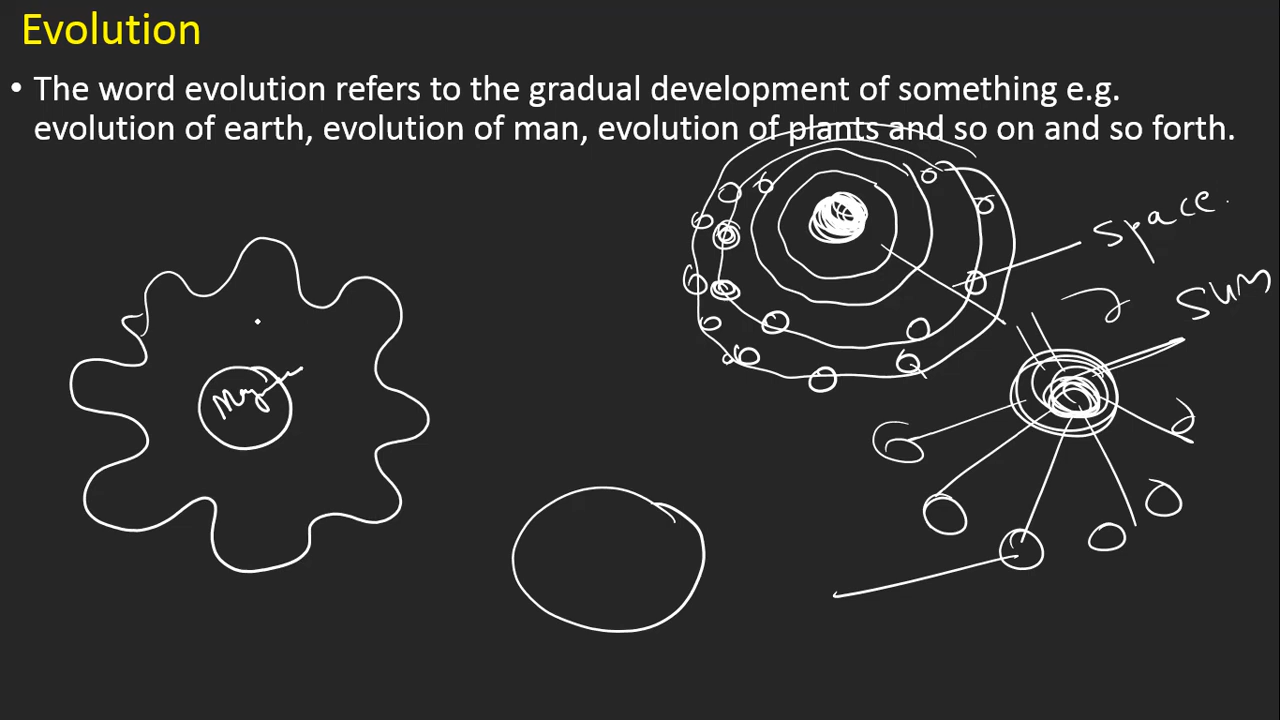 Evolution
• The word evolution refers to the gradual development of something e.g.
evolution of earth, evolution of man, evolution of plants and so on and so forth.
space
sun